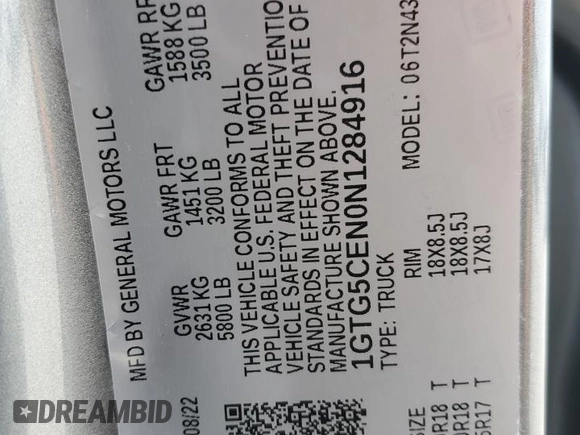 MFD BY GENERAL MOTORS LLC
08/22
GVWR
2631 KG
5800 LB
GAWR FRT
1451 KG
3200 LB
GAWR RR
1588 KG
3500 LB
THIS VEHICLE CONFORMS TO ALL
APPLICABLE U.S. FEDERAL MOTOR
VEHICLE SAFETY AND THEFT PREVENTION
STANDARDS IN EFFECT ON THE DATE OF
MANUFACTURE SHOWN ABOVE.
1GTG5CEN0N1284916
TYPE: TRUCK
MODEL: 06T2N43
SIZE RIM
R18 T 18X8.5J
R18 T 18X8.5J
5R17 T 17X8J
DREAMBID